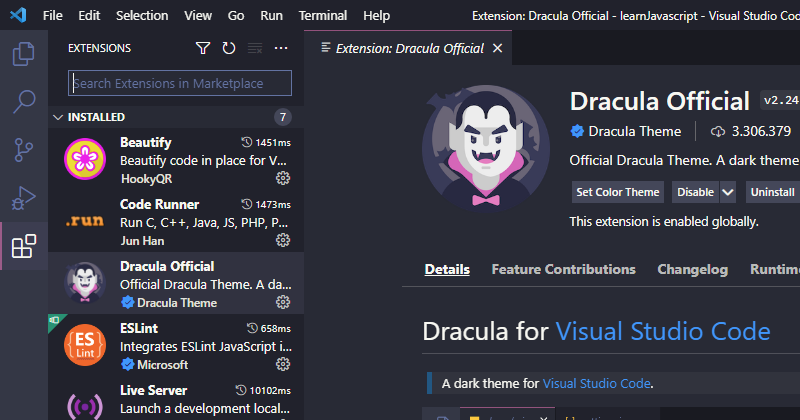 File Edit Selection View Go Run Terminal Help Extension: Dracula Official - learnJavascript - Visual Studio Co
EXTENSIONS
Extension: Dracula Official
Search Extensions in Marketplace
INSTALLED 7
Beautify 1451ms
Beautify code in place for V...
HookyQR
Code Runner 1473ms
Run C, C++, Java, JS, PHP, P...
Jun Han
.run
Dracula Official
Official Dracula Theme. A da...
Dracula Theme
ESLint 658ms
Integrates ESLint JavaScript i...
Microsoft
ES
Lint
Live Server 10102ms
Launch a development local...
Dracula Official v2.24
Dracula Theme 3.306.379
Official Dracula Theme. A dark theme
Set Color Theme Disable Uninstall
This extension is enabled globally.
Details Feature Contributions Changelog Runtim
Dracula for Visual Studio Code
A dark theme for Visual Studio Code.